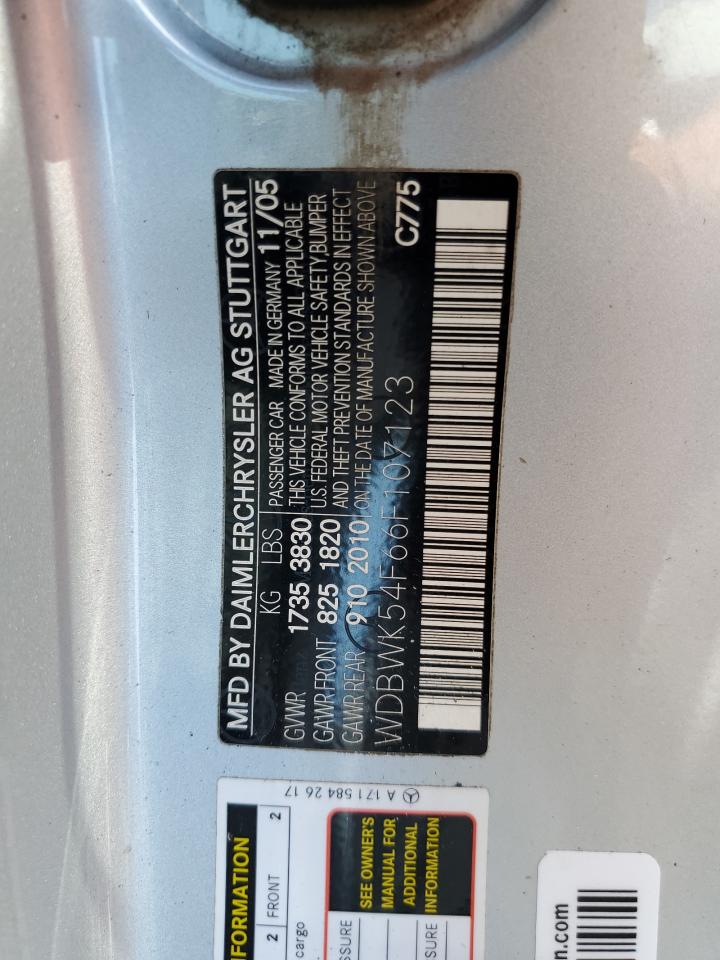 MFD BY DAIMLERCHRYSLER AG STUTTGART
KG LBS PASSENGER CAR MADE IN GERMANY 11/05
GVWR 1735 3830 THIS VEHICLE CONFORMS TO ALL APPLICABLE
GAWR FRONT 825 1820 U.S. FEDERAL MOTOR VEHICLE SAFETY, BUMPER
GAWR REAR 910 2010 AND THEFT PREVENTION STANDARDS IN EFFECT
ON THE DATE OF MANUFACTURE SHOWN ABOVE
WDBWK54F66F107123 C775
A 171 584 26 17
FORMATION
2 FRONT 2
cargo
SSURE
SSURE
SEE OWNER'S
MANUAL FOR
ADDITIONAL
INFORMATION
n.com